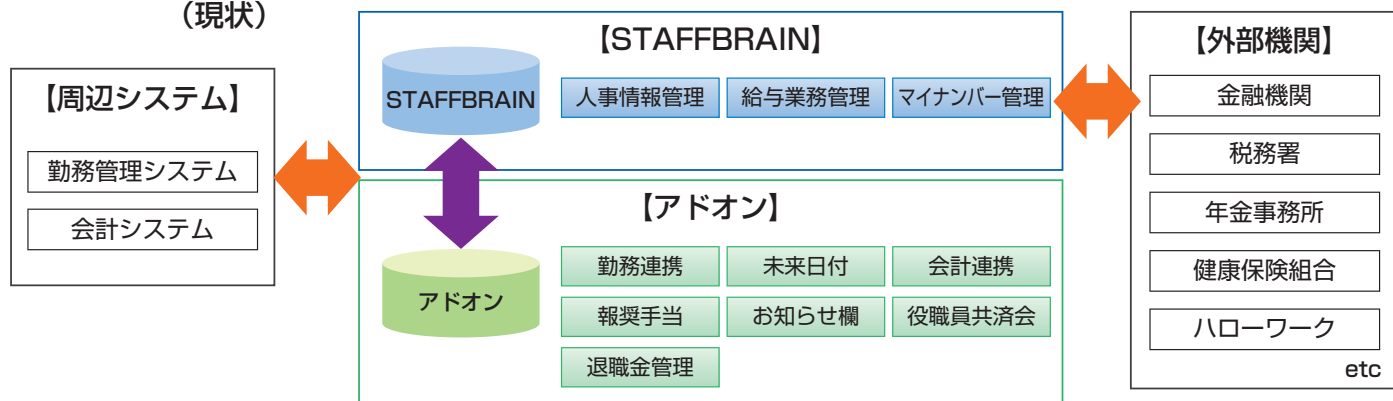 （現状）
【周辺システム】
勤務管理システム
会計システム
【STAFFBRAIN】
STAFFBRAIN
人事情報管理
給与業務管理
マイナンバー管理
【アドオン】
アドオン
勤務連携
未来日付
会計連携
報奨手当
お知らせ欄
役職員共済会
退職金管理
【外部機関】
金融機関
税務署
年金事務所
健康保険組合
ハローワーク
etc